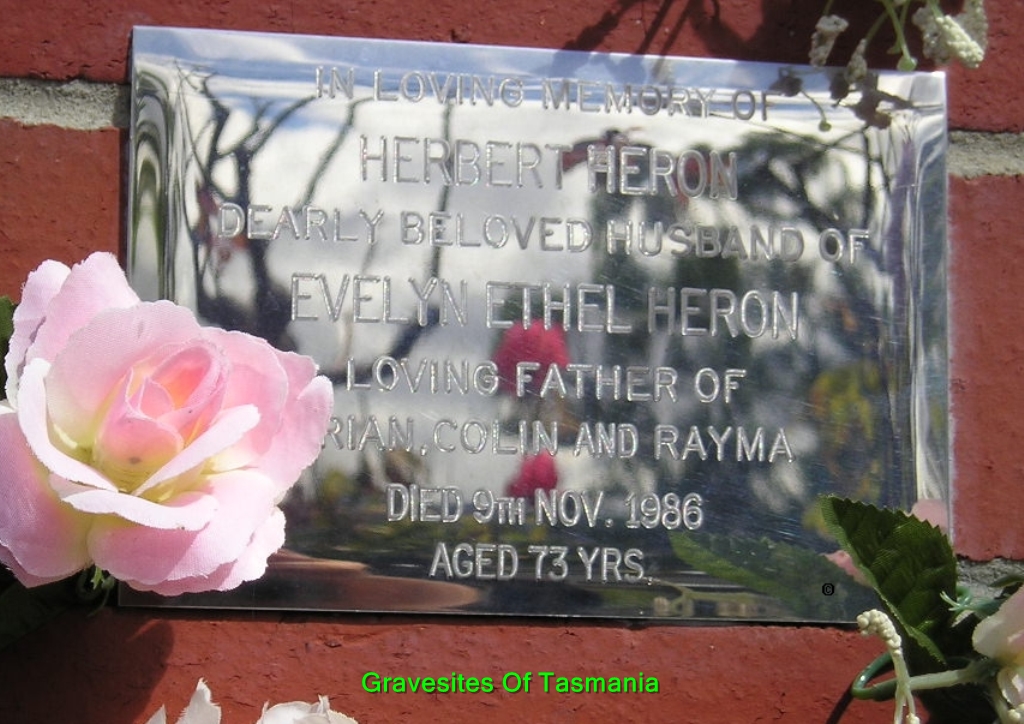 IN LOVING MEMORY OF
HERBERT HERON
DEARLY BELOVED HUSBAND OF
EVELYN ETHEL HERON
LOVING FATHER OF
RIAN, COLIN AND RAYMA
DIED 9TH NOV. 1986
AGED 73 YRS.
©
Gravesites Of Tasmania